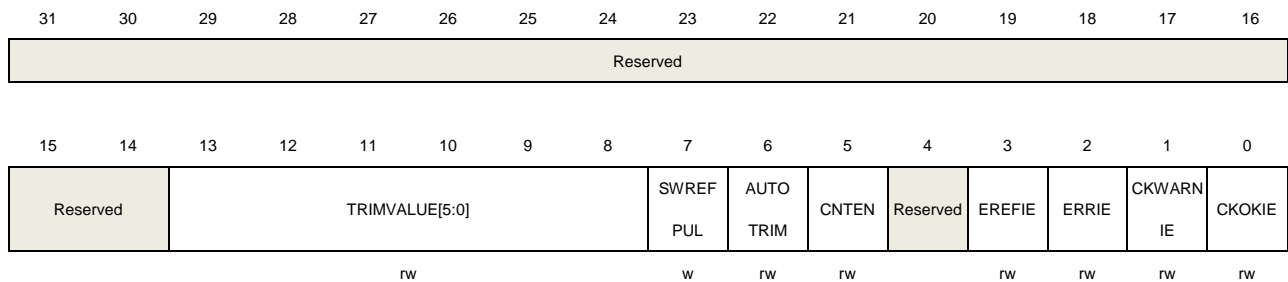 31 30 29 28 27 26 25 24 23 22 21 20 19 18 17 16
Reserved
15 14 13 12 11 10 9 8 7 6 5 4 3 2 1 0
Reserved TRIMVALUE[5:0] SWREF PUL AUTO TRIM CNTEN Reserved EREFIE ERRIE CKWARN IE CKOKIE
rw w rw rw rw rw rw rw